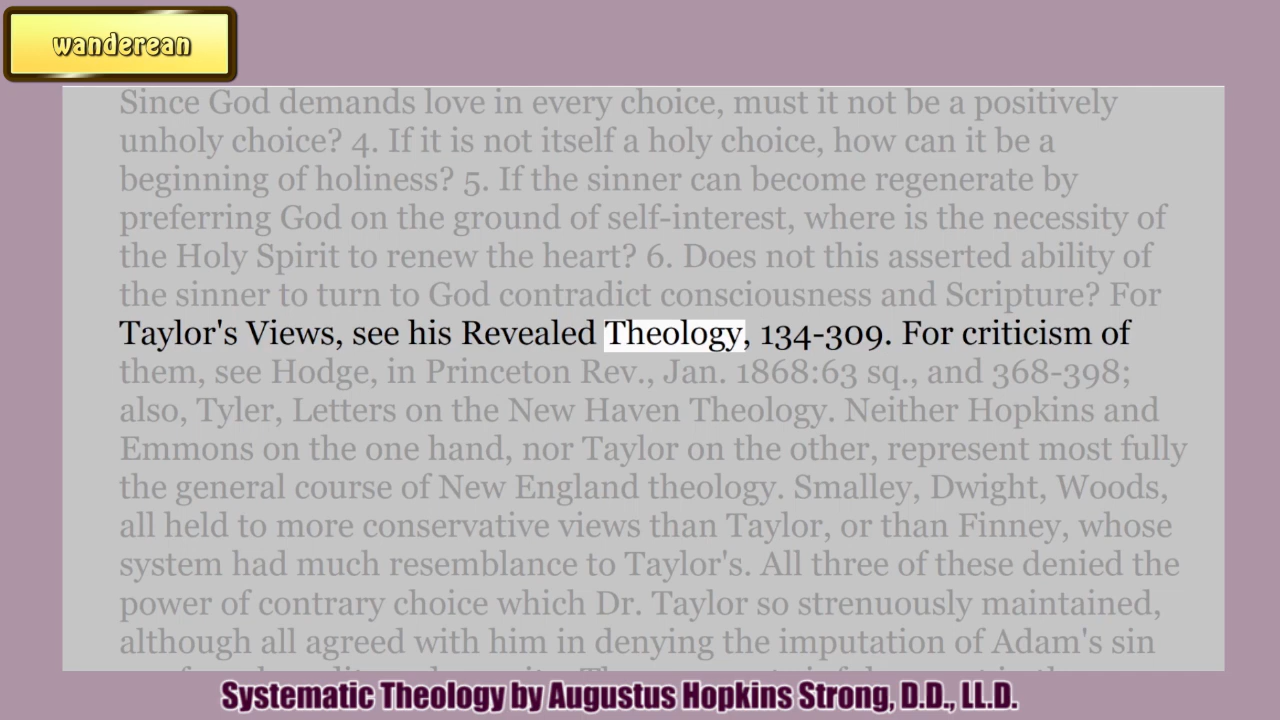 wanderean
Since God demands love in every choice, must it not be a positively
unholy choice? 4. If it is not itself a holy choice, how can it be a
beginning of holiness? 5. If the sinner can become regenerate by
preferring God on the ground of self-interest, where is the necessity of
the Holy Spirit to renew the heart? 6. Does not this asserted ability of
the sinner to turn to God contradict consciousness and Scripture? For
Taylor's Views, see his Revealed Theology, 134-309. For criticism of
them, see Hodge, in Princeton Rev., Jan. 1868:63 sq., and 368-398;
also, Tyler, Letters on the New Haven Theology. Neither Hopkins and
Emmons on the one hand, nor Taylor on the other, represent most fully
the general course of New England theology. Smalley, Dwight, Woods,
all held to more conservative views than Taylor, or than Finney, whose
system had much resemblance to Taylor's. All three of these denied the
power of contrary choice which Dr. Taylor so strenuously maintained,
although all agreed with him in denying the imputation of Adam's sin
Systematic Theology by Augustus Hopkins Strong, D.D., LL.D.